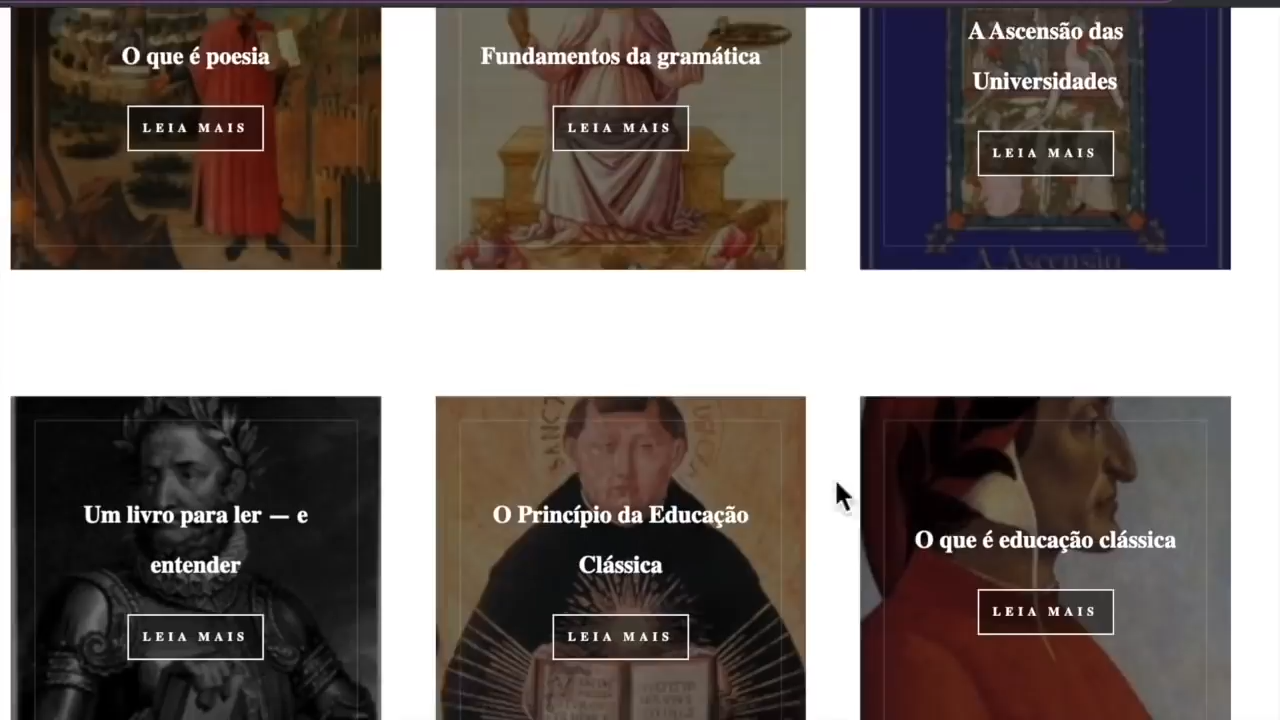 O que é poesia
LEIA MAIS
Fundamentos da gramática
LEIA MAIS
A Ascensão das
Universidades
LEIA MAIS
A Ascensão
Um livro para ler — e
entender
LEIA MAIS
O Princípio da Educação
Clássica
LEIA MAIS
O que é educação clássica
LEIA MAIS